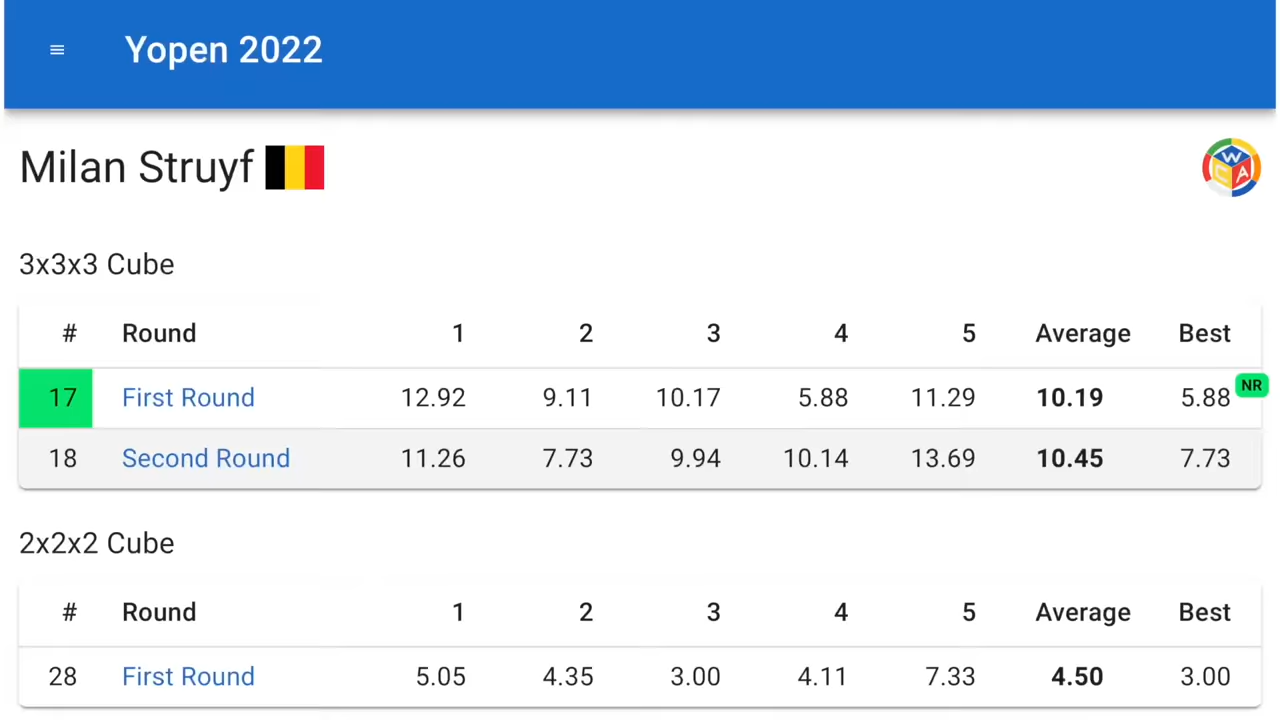 Yopen 2022
Milan Struyf
WCA
3x3x3 Cube
# Round 1 2 3 4 5 Average Best
17 First Round 12.92 9.11 10.17 5.88 11.29 10.19 5.88 NR
18 Second Round 11.26 7.73 9.94 10.14 13.69 10.45 7.73
2x2x2 Cube
# Round 1 2 3 4 5 Average Best
28 First Round 5.05 4.35 3.00 4.11 7.33 4.50 3.00